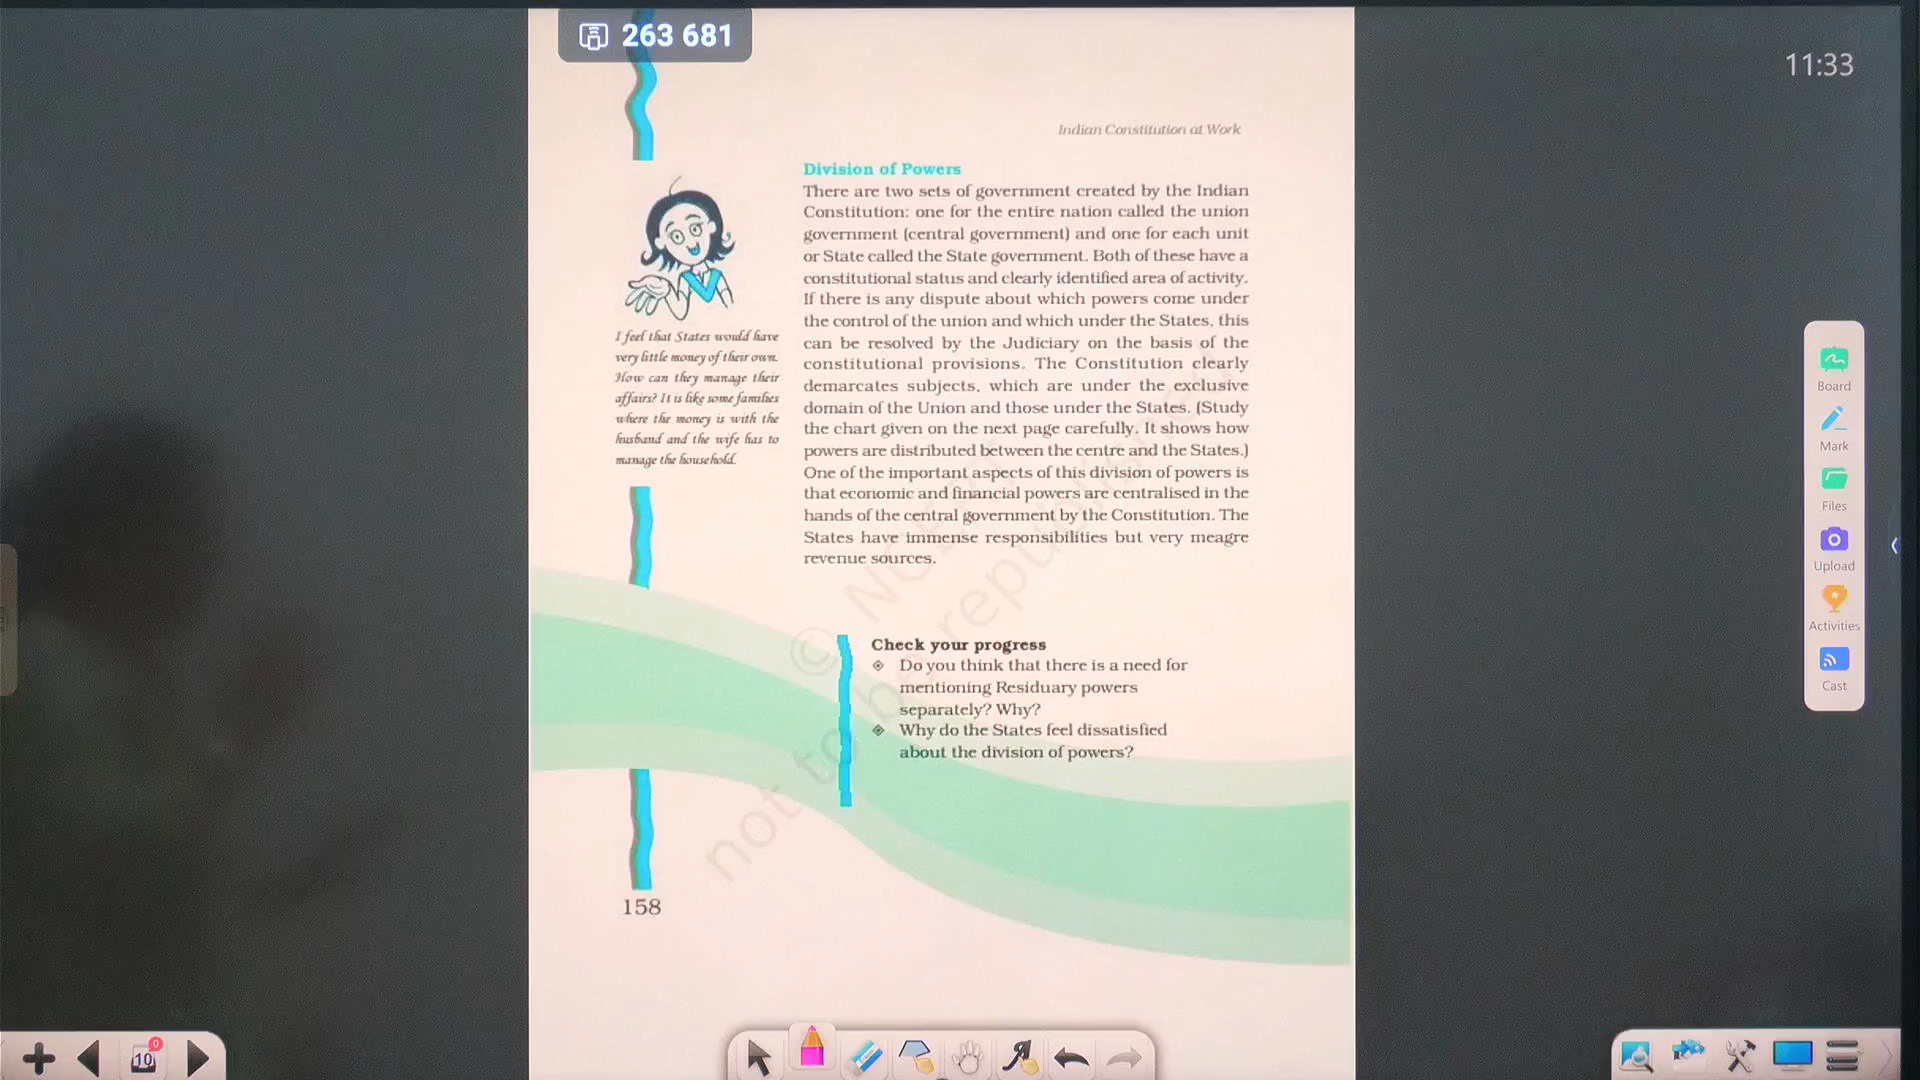 263 681
11:33
Indian Constitution at Work
Division of Powers
There are two sets of government created by the Indian
Constitution: one for the entire nation called the union
government (central government) and one for each unit
or State called the State government. Both of these have a
constitutional status and clearly identified area of activity.
If there is any dispute about which powers come under
the control of the union and which under the States, this
can be resolved by the Judiciary on the basis of the
constitutional provisions. The Constitution clearly
demarcates subjects, which are under the exclusive
domain of the Union and those under the States. (Study
the chart given on the next page carefully. It shows how
powers are distributed between the centre and the States.)
One of the important aspects of this division of powers is
that economic and financial powers are centralised in the
hands of the central government by the Constitution. The
States have immense responsibilities but very meagre
revenue sources.
I feel that States would have
very little money of their own.
How can they manage their
affairs? It is like some families
where the money is with the
husband and the wife has to
manage the household.
Check your progress
Do you think that there is a need for
mentioning Residuary powers
separately? Why?
Why do the States feel dissatisfied
about the division of powers?
158
© NCERT
not to be republished
Board
Mark
Files
Upload
Activities
Cast
10
0